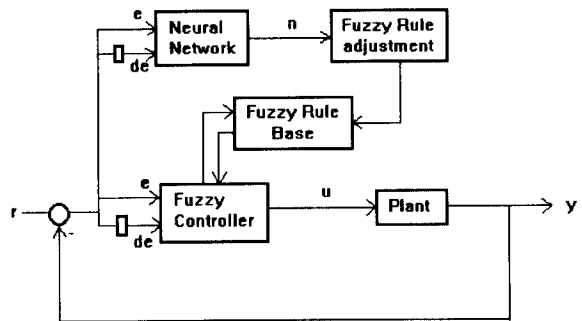 e
Neural
Network
n
Fuzzy Rule
adjustment
de
Fuzzy Rule
Base
e
Fuzzy
Controller
u
Plant
r
y
-
de